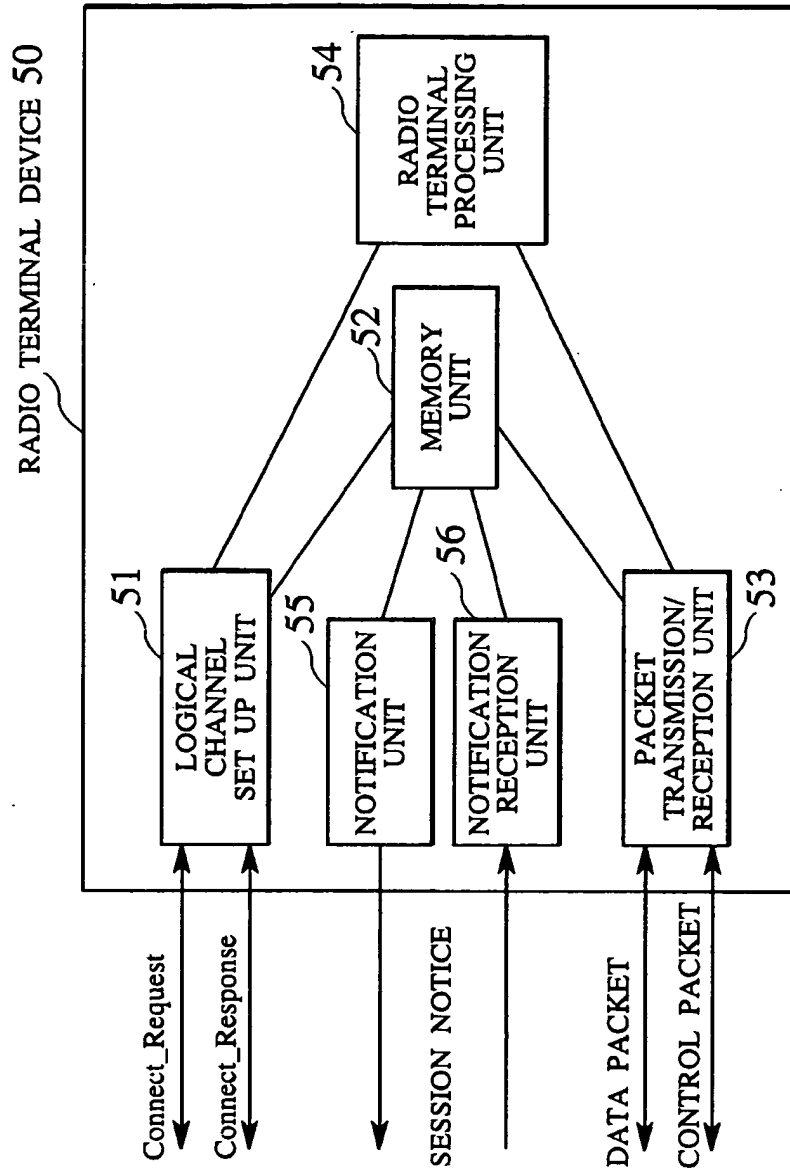 RADIO TERMINAL DEVICE 50
Connect_Request
Connect_Response
SESSION NOTICE
DATA PACKET
CONTROL PACKET
51
LOGICAL
CHANNEL
SET UP UNIT
55
NOTIFICATION
UNIT
56
NOTIFICATION
RECEPTION
UNIT
PACKET
TRANSMISSION/
RECEPTION UNIT
53
52
MEMORY
UNIT
54
RADIO
TERMINAL
PROCESSING
UNIT